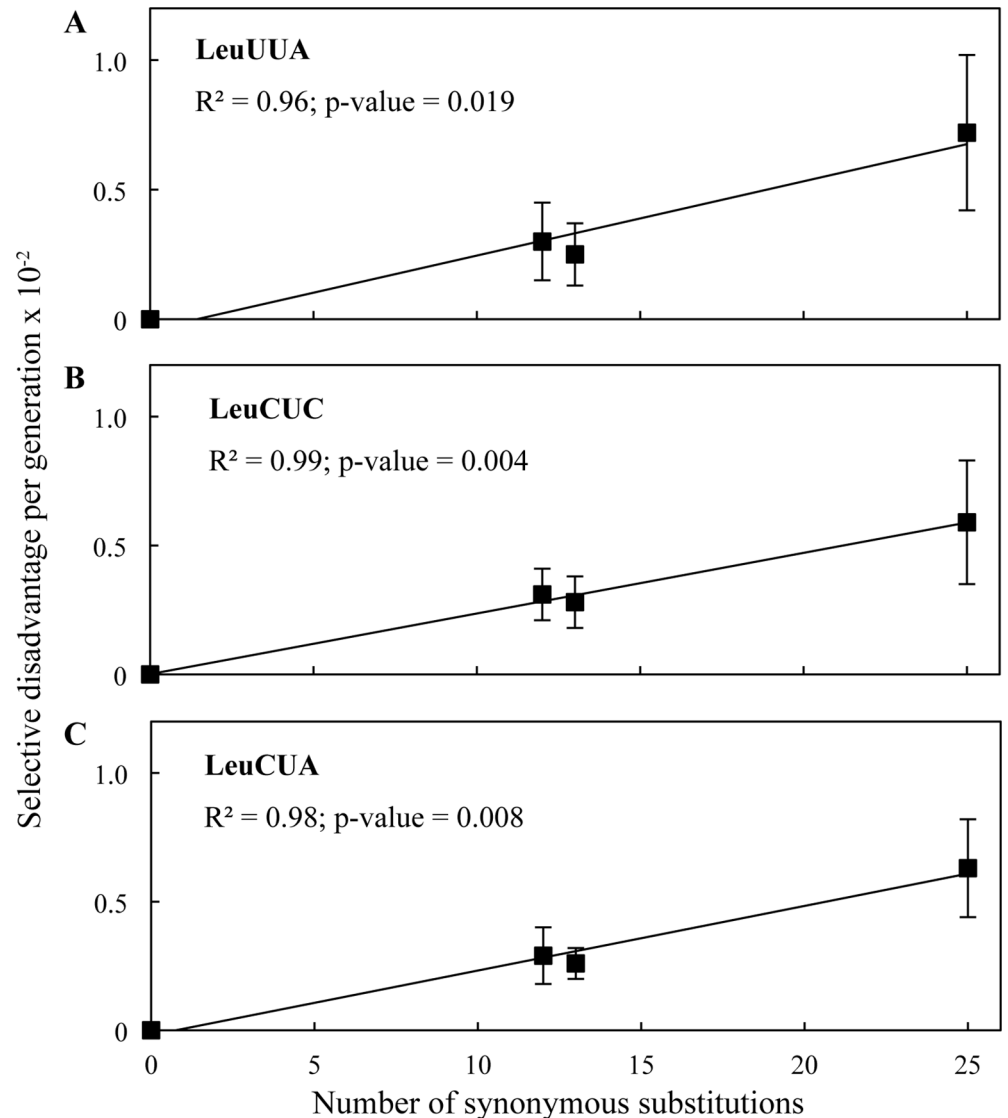 A
LeuUUA
R² = 0.96; p-value = 0.019
1.0
0.5
0
B
LeuCUC
R² = 0.99; p-value = 0.004
1.0
0.5
0
C
LeuCUA
R² = 0.98; p-value = 0.008
1.0
0.5
0
0 5 10 15 20 25
Number of synonymous substitutions
Selective disadvantage per generation x 10⁻²